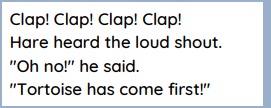 Clap! Clap! Clap! Clap!
Hare heard the loud shout.
"Oh no!" he said.
"Tortoise has come first!"